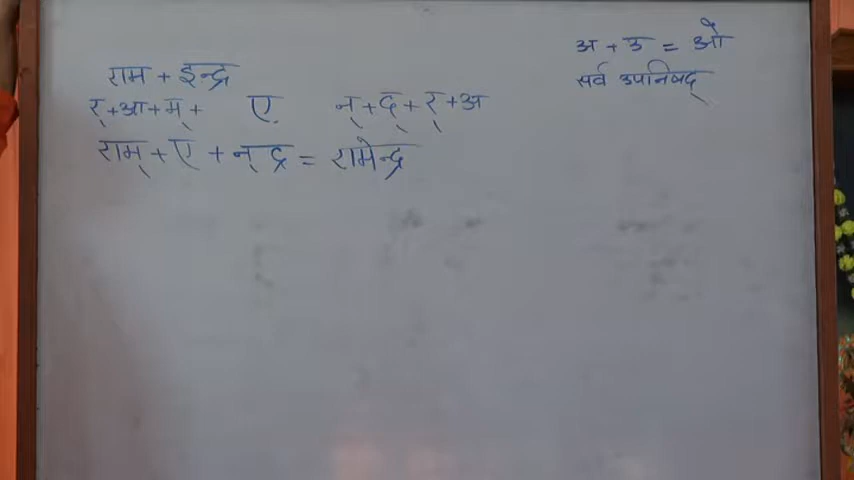 राम + इन्द्र
र् + आ + म् + ए न् + द् + र् + अ
राम् + ए + न् द्र = रामेन्द्र
अ + उ = ओ
सर्व उपनिषद्